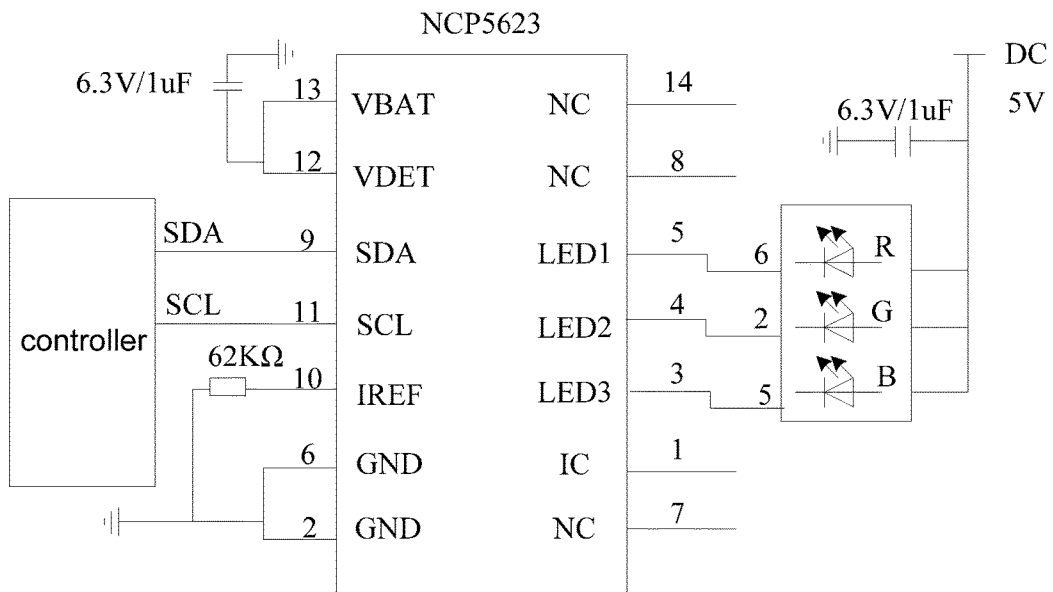 NCP5623
DC
5V
6.3V/1uF
6.3V/1uF
13
VBAT
NC
14
12
VDET
NC
8
SDA
9
SDA
LED1
5
6
R
SCL
11
SCL
LED2
4
2
G
controller
62KΩ
10
IREF
LED3
3
5
B
6
GND
IC
1
2
GND
NC
7